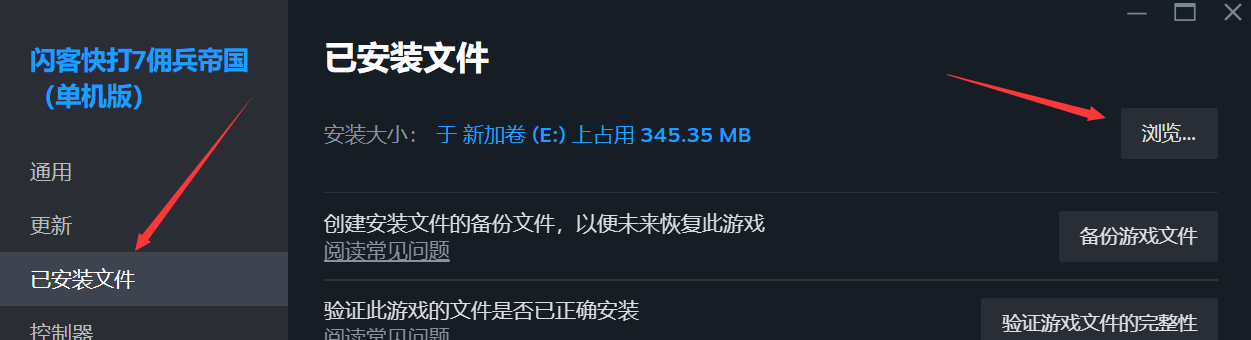 闪客快打7佣兵帝国
（单机版）
通用
更新
已安装文件
控制器
已安装文件
安装大小： 于 新加卷 (E:) 上占用 345.35 MB
浏览...
创建安装文件的备份文件，以便未来恢复此游戏
阅读常见问题
备份游戏文件
验证此游戏的文件是否已正确安装
阅读常见问题
验证游戏文件的完整性